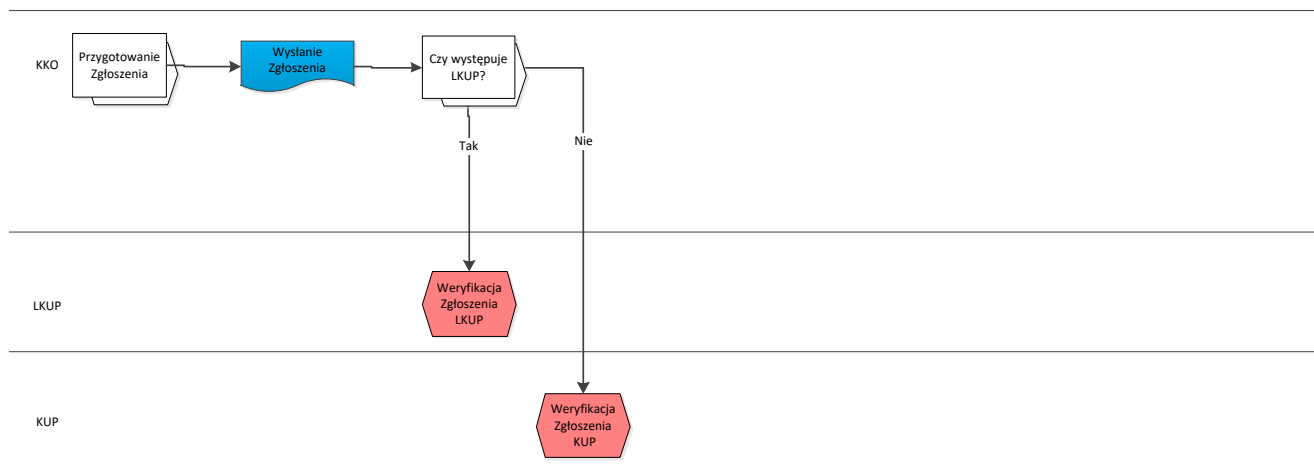 KKO
Przygotowanie
Zgłoszenia
Wysłanie
Zgłoszenia
Czy występuje
LKUP?
Tak
Nie
LKUP
Weryfikacja
Zgłoszenia
LKUP
KUP
Weryfikacja
Zgłoszenia
KUP